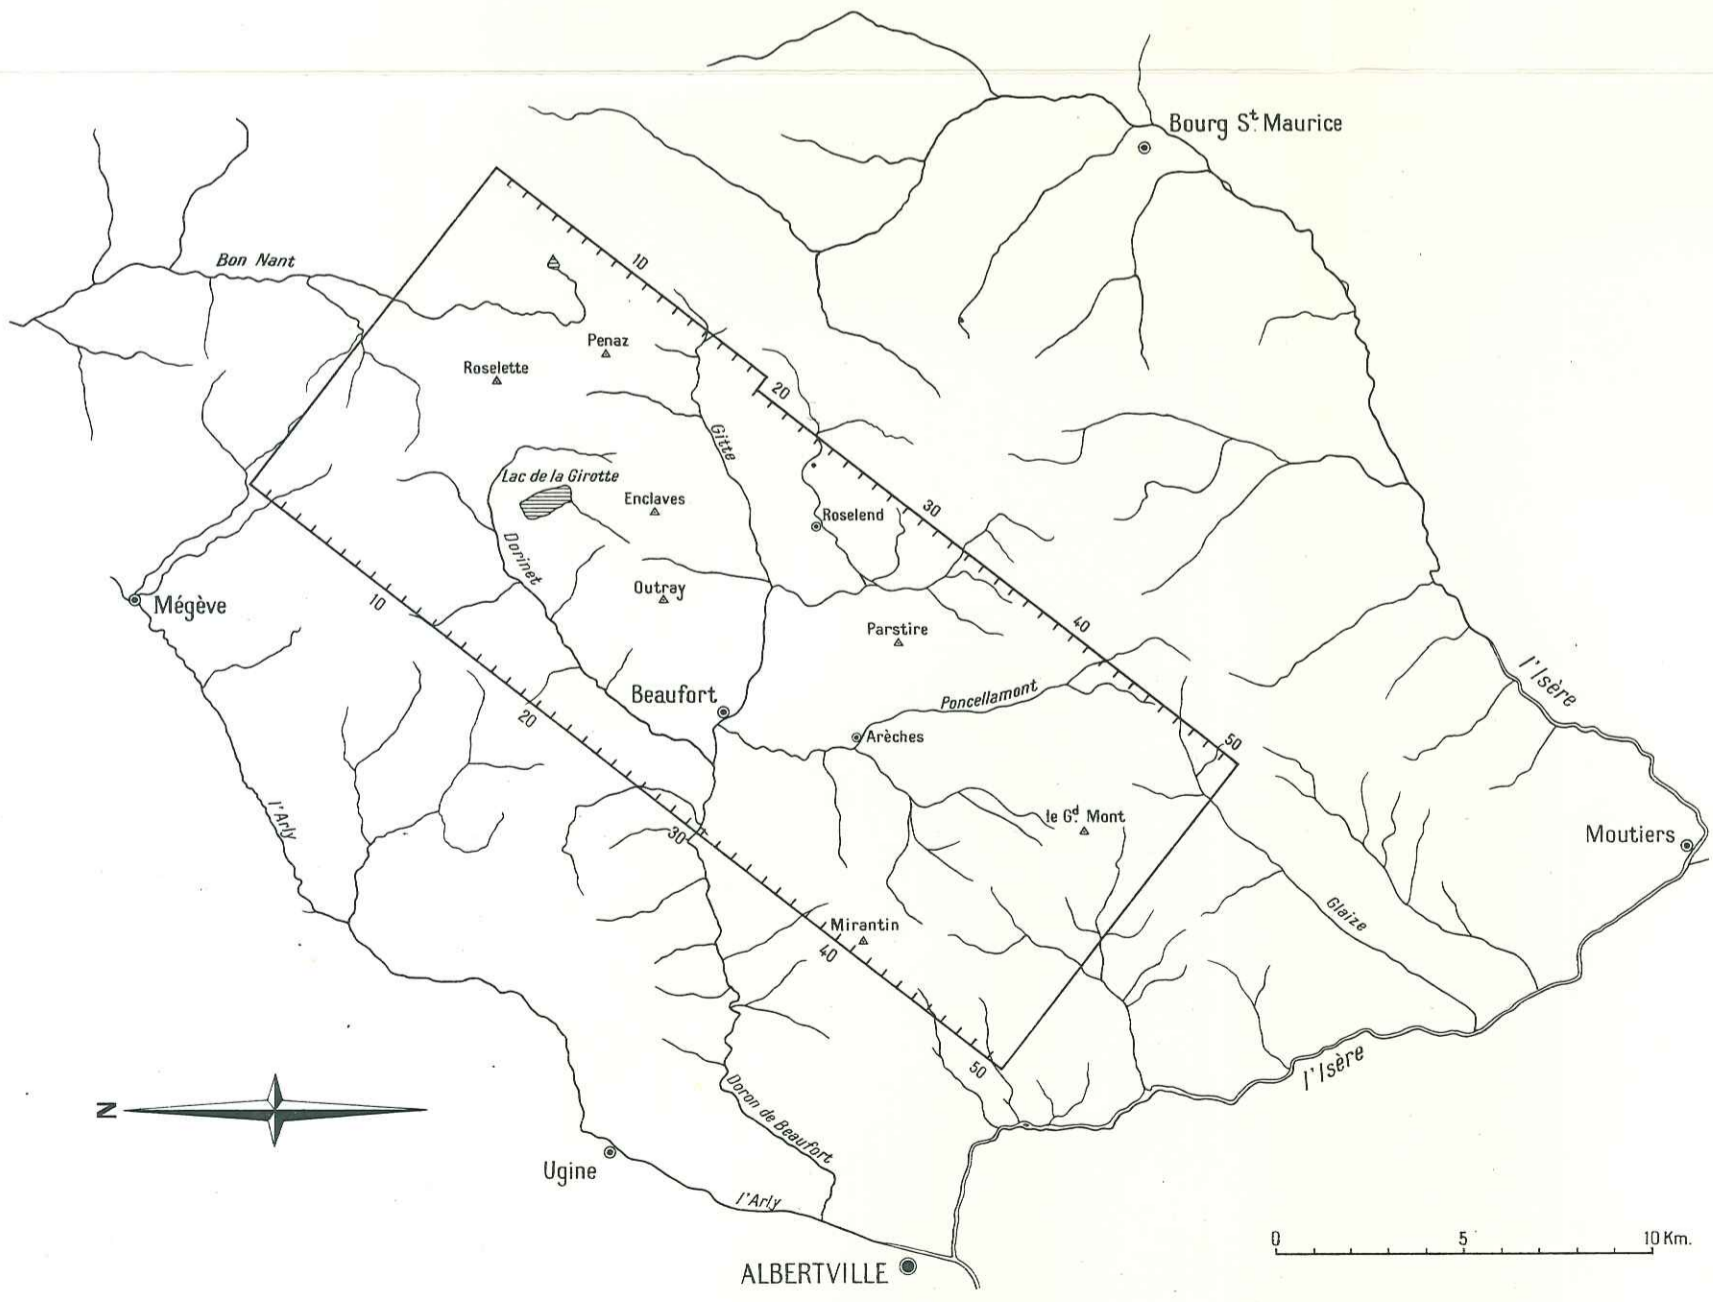 Bourg St. Maurice
Bon Nant
10
Penaz
Roselette
20
Gitte
Lac de la Girotte
Enclaves
Roselend
30
Dorinet
Outray
10
Mégève
Parstire
40
l'Isère
Beaufort
Poncellamont
20
Arèches
50
l'Arly
le Gd Mont
30
Moutiers
Glaize
Mirantin
40
50
l'Isère
N
Doron de Beaufort
Ugine
l'Arly
0 5 10 Km.
ALBERTVILLE